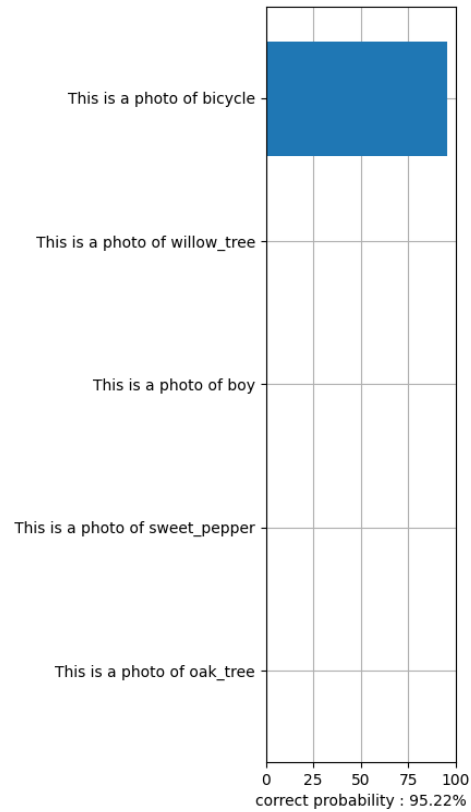 This is a photo of bicycle
This is a photo of willow_tree
This is a photo of boy
This is a photo of sweet_pepper
This is a photo of oak_tree
0 25 50 75 100
correct probability : 95.22%